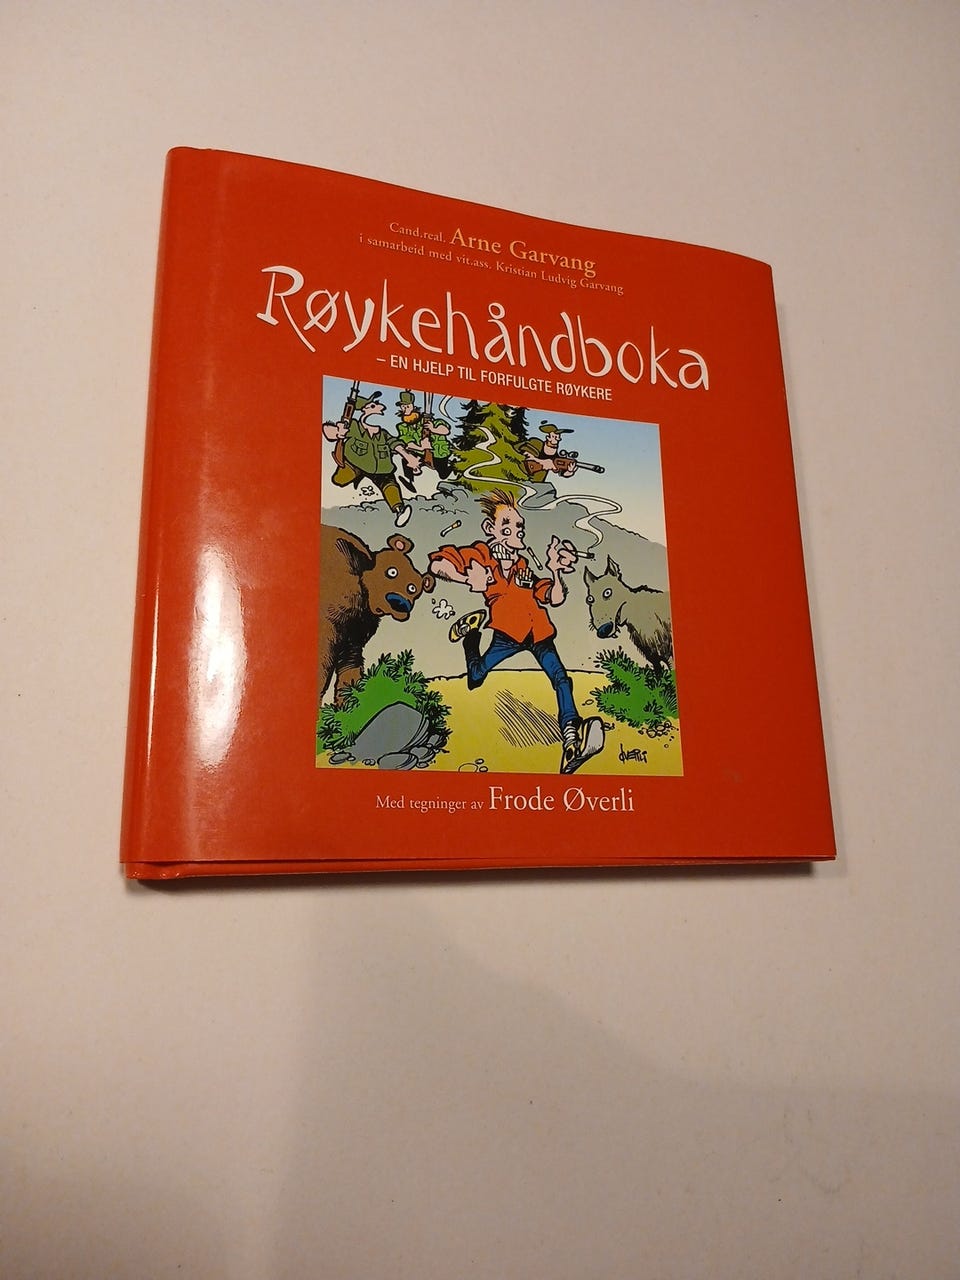 Cand.real. Arne Garvang
i samarbeid med vit.ass. Kristian Ludvig Garvang
Røykehåndboka
– EN HJELP TIL FORFULGTE RØYKERE
ØVERLI
Med tegninger av Frode Øverli